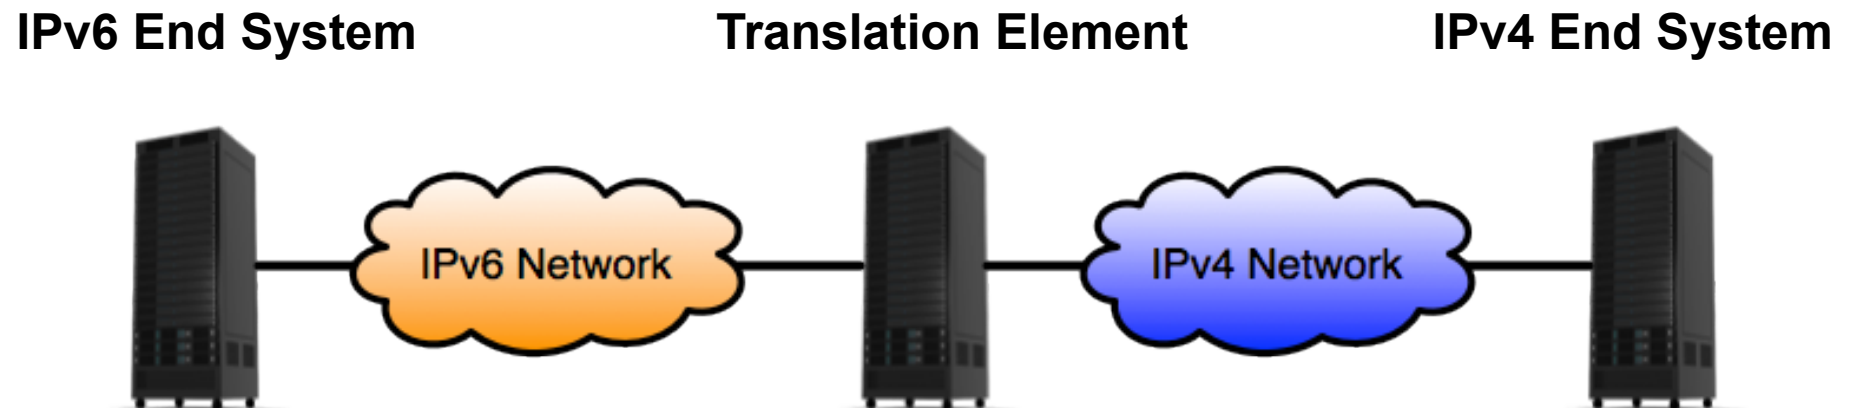 IPv6 End System
Translation Element
IPv4 End System
IPv6 Network
IPv4 Network